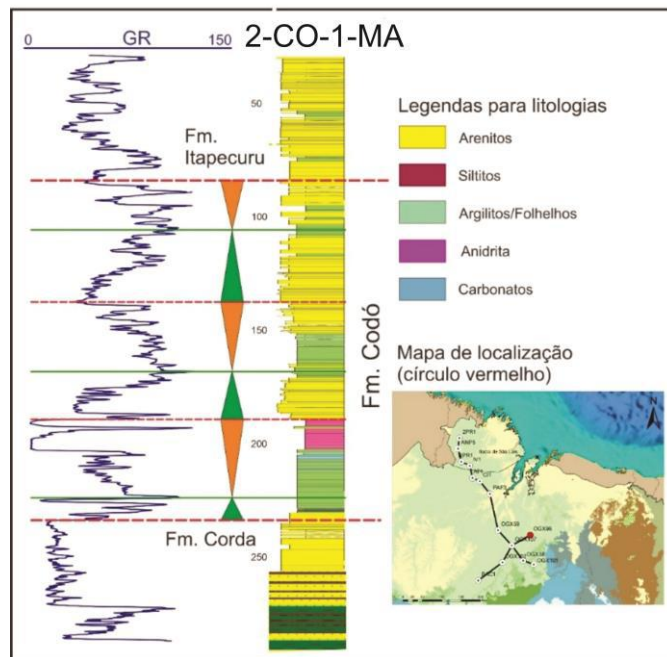 2-CO-1-MA
0 GR 150
50
Fm.
Itapecuru
100
150
200
250
Fm. Corda
Fm. Codó
Legendas para litologias
Arenitos
Siltitos
Argilitos/Folhelhos
Anidrita
Carbonatos
Mapa de localização
(círculo vermelho)
N
2PR1